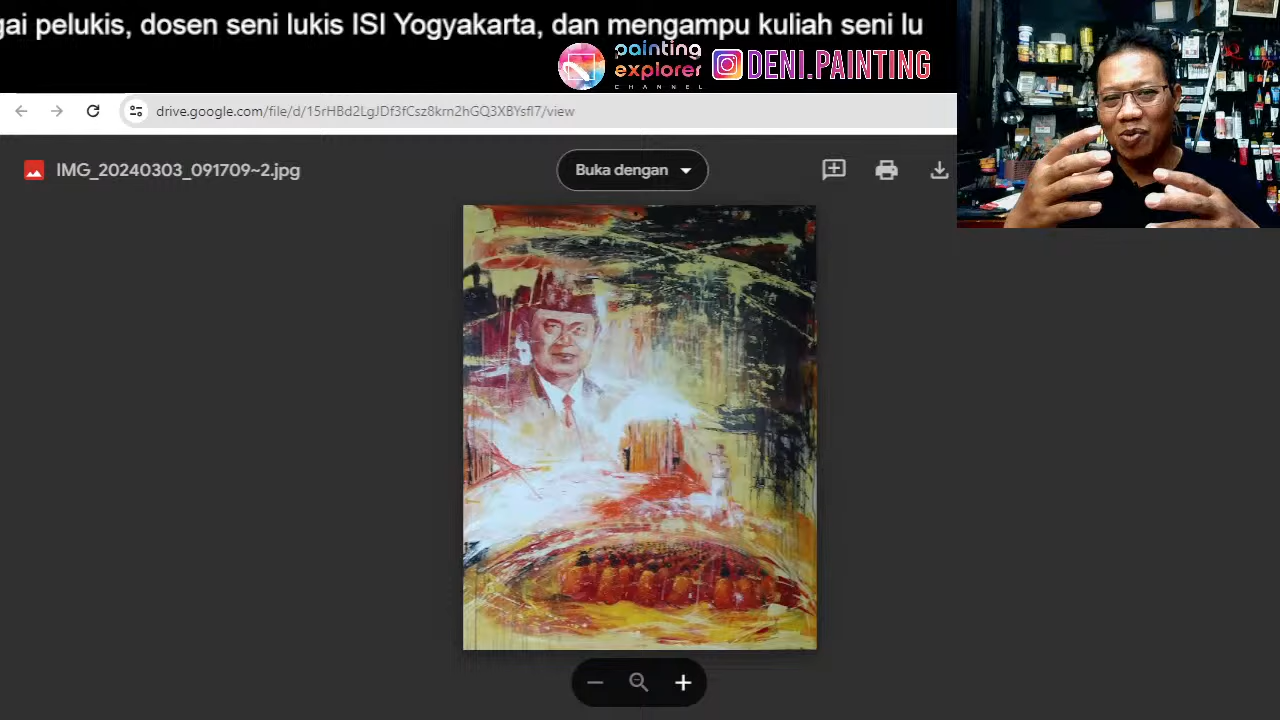 gai pelukis, dosen seni lukis ISI Yogyakarta, dan mengampu kuliah seni lu
painting
explorer
CHANNEL
DENI.PAINTING
drive.google.com/file/d/15rHBd2LgJDf3fCsz8krn2hGQ3XBYsfl7/view
IMG_20240303_091709~2.jpg
Buka dengan